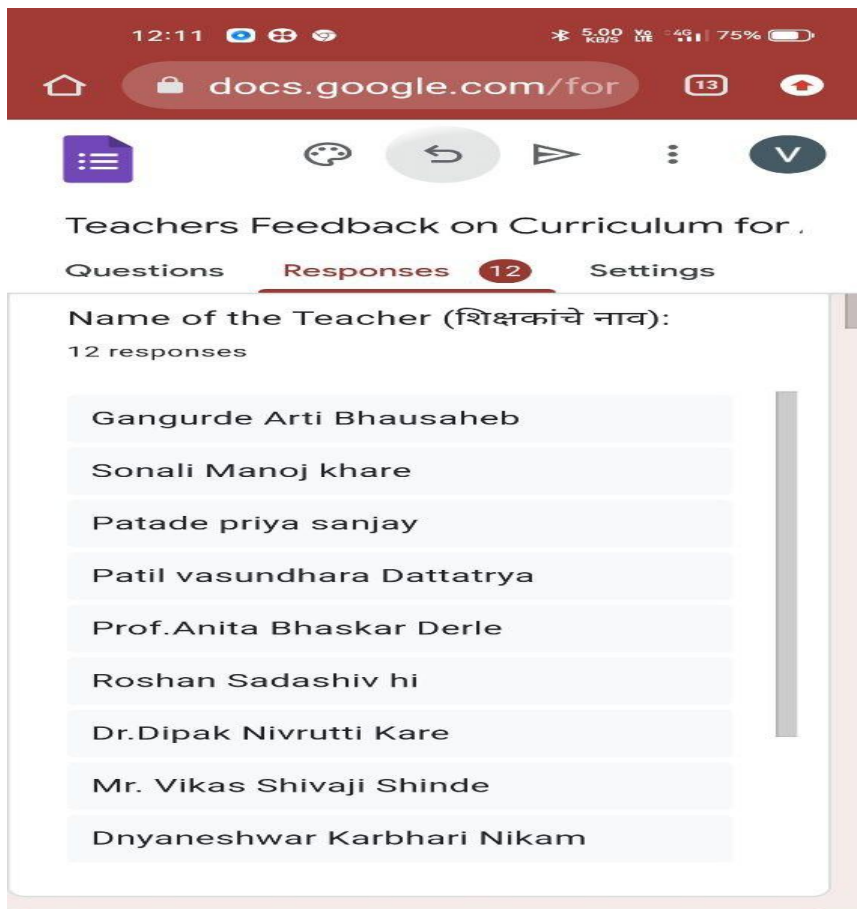 12:11 5.00 KB/S Vo LTE 4G 75%
docs.google.com/for 13
V
Teachers Feedback on Curriculum for
Questions Responses 12 Settings
Name of the Teacher (शिक्षकांचे नाव):
12 responses
Gangurde Arti Bhausaheb
Sonali Manoj khare
Patade priya sanjay
Patil vasundhara Dattatrya
Prof.Anita Bhaskar Derle
Roshan Sadashiv hi
Dr.Dipak Nivrutti Kare
Mr. Vikas Shivaji Shinde
Dnyaneshwar Karbhari Nikam